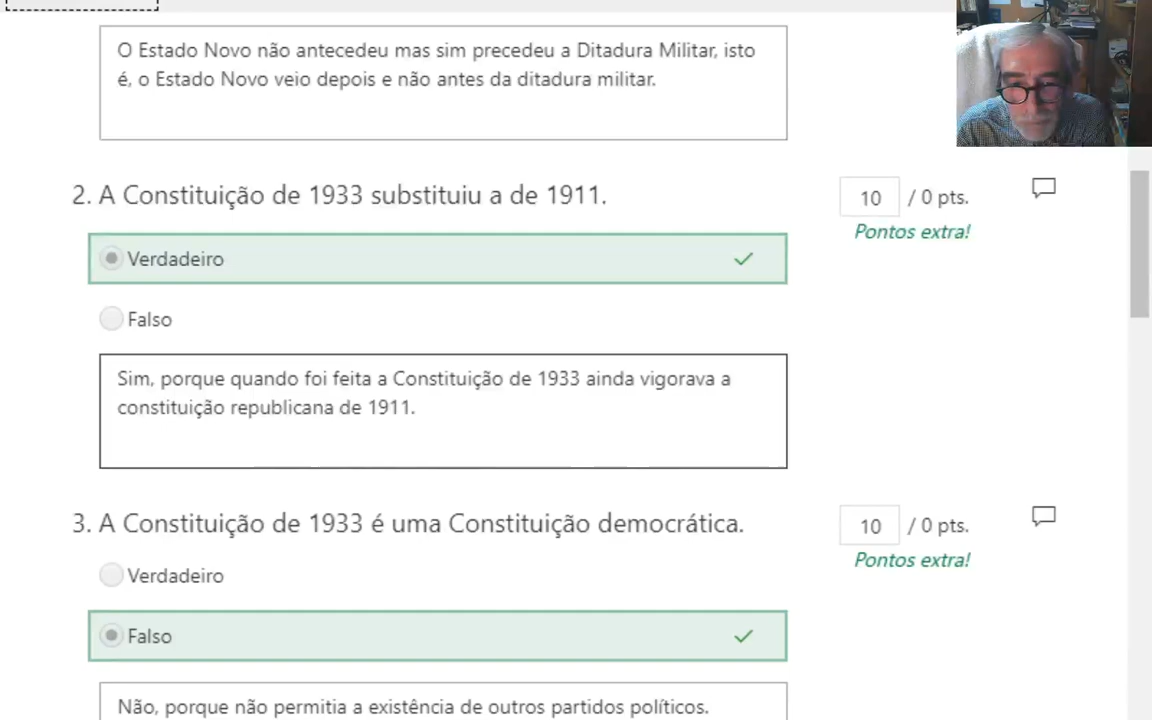 O Estado Novo não antecedeu mas sim precedeu a Ditadura Militar, isto
é, o Estado Novo veio depois e não antes da ditadura militar.
2. A Constituição de 1933 substituiu a de 1911.
10 / 0 pts.
Pontos extra!
Verdadeiro
Falso
Sim, porque quando foi feita a Constituição de 1933 ainda vigorava a
constituição republicana de 1911.
3. A Constituição de 1933 é uma Constituição democrática.
10 / 0 pts.
Pontos extra!
Verdadeiro
Falso
Não, porque não permitia a existência de outros partidos políticos.